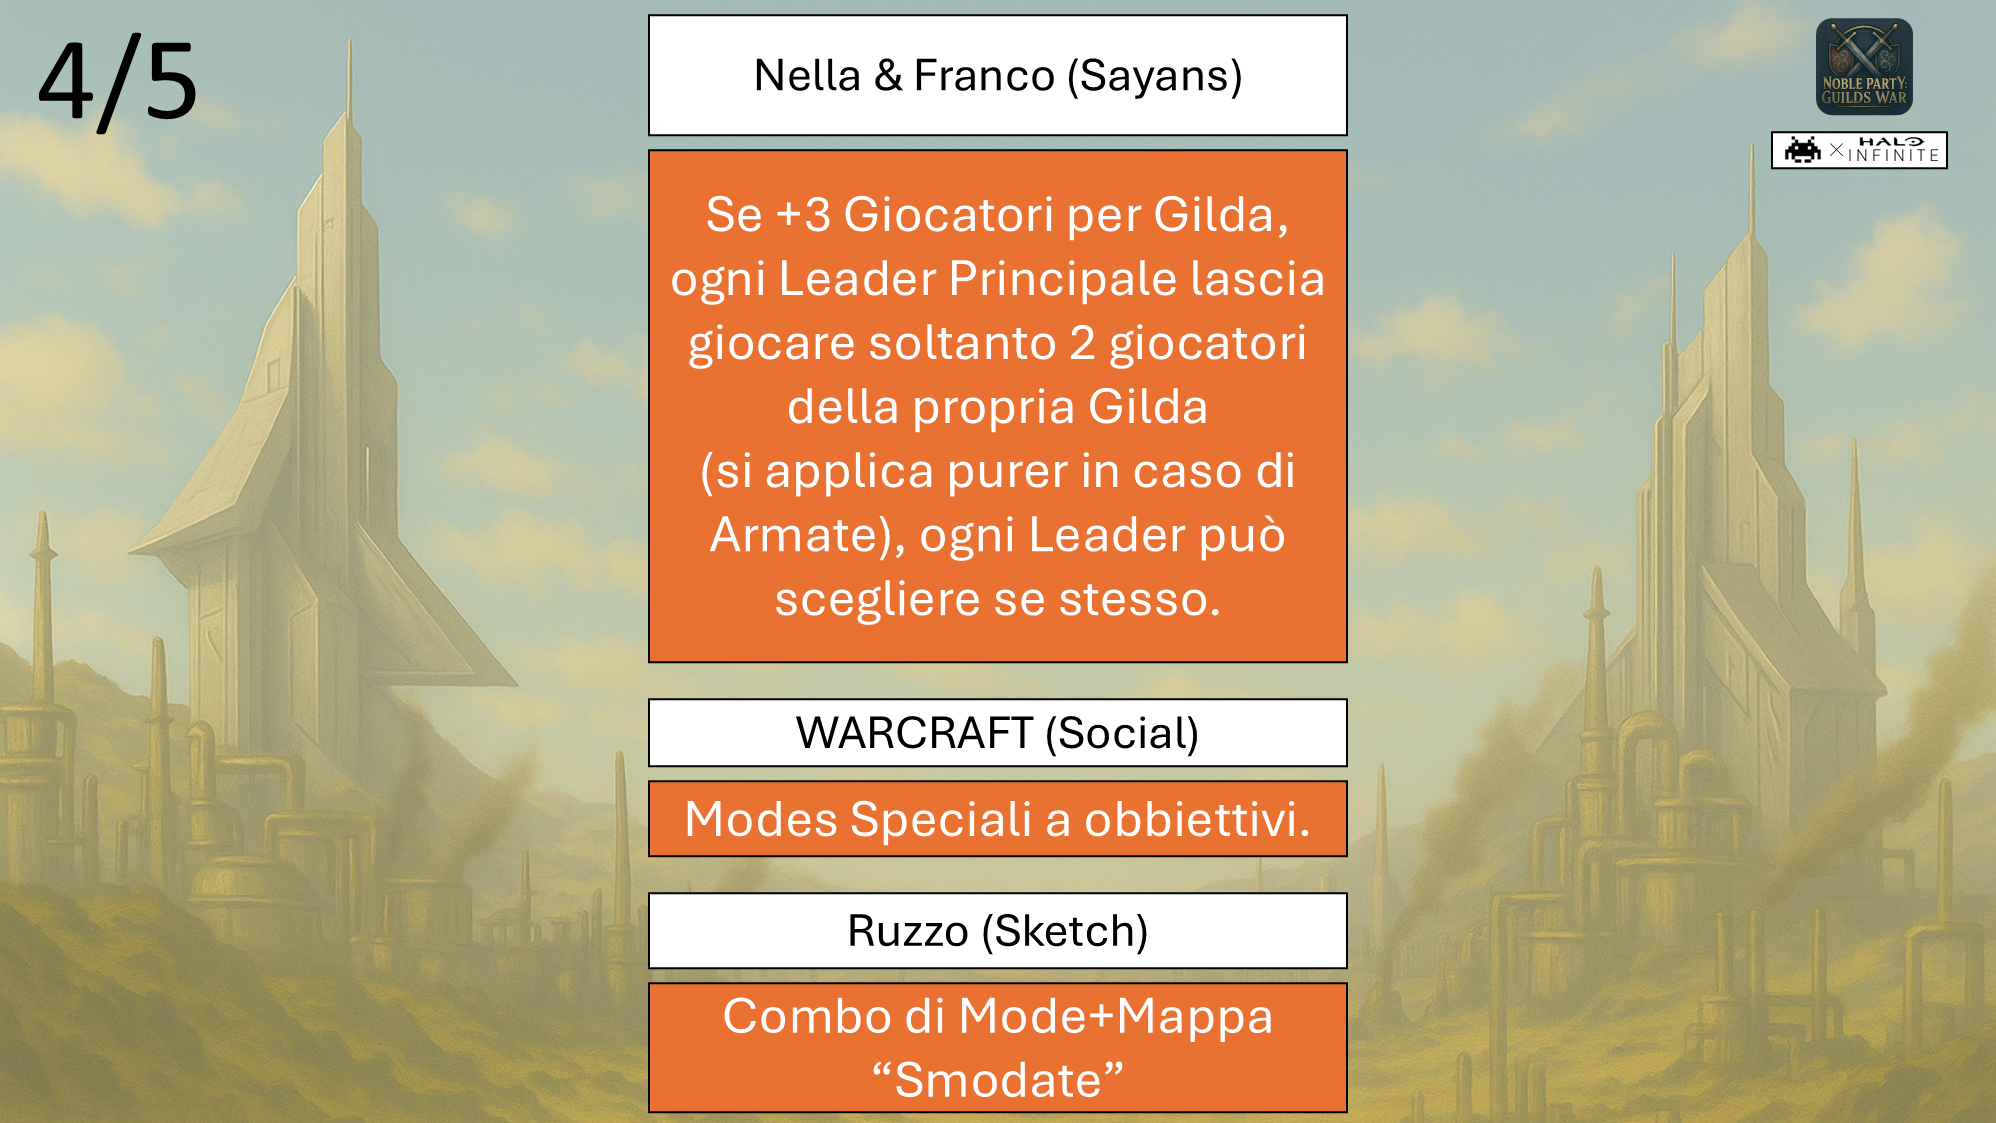 4/5
Nella & Franco (Sayans)
NOBLE PARTY:
GUILDS WAR
× HALO
INFINITE
Se +3 Giocatori per Gilda,
ogni Leader Principale lascia
giocare soltanto 2 giocatori
della propria Gilda
(si applica purer in caso di
Armate), ogni Leader può
scegliere se stesso.
WARCRAFT (Social)
Modes Speciali a obbiettivi.
Ruzzo (Sketch)
Combo di Mode+Mappa
“Smodate”